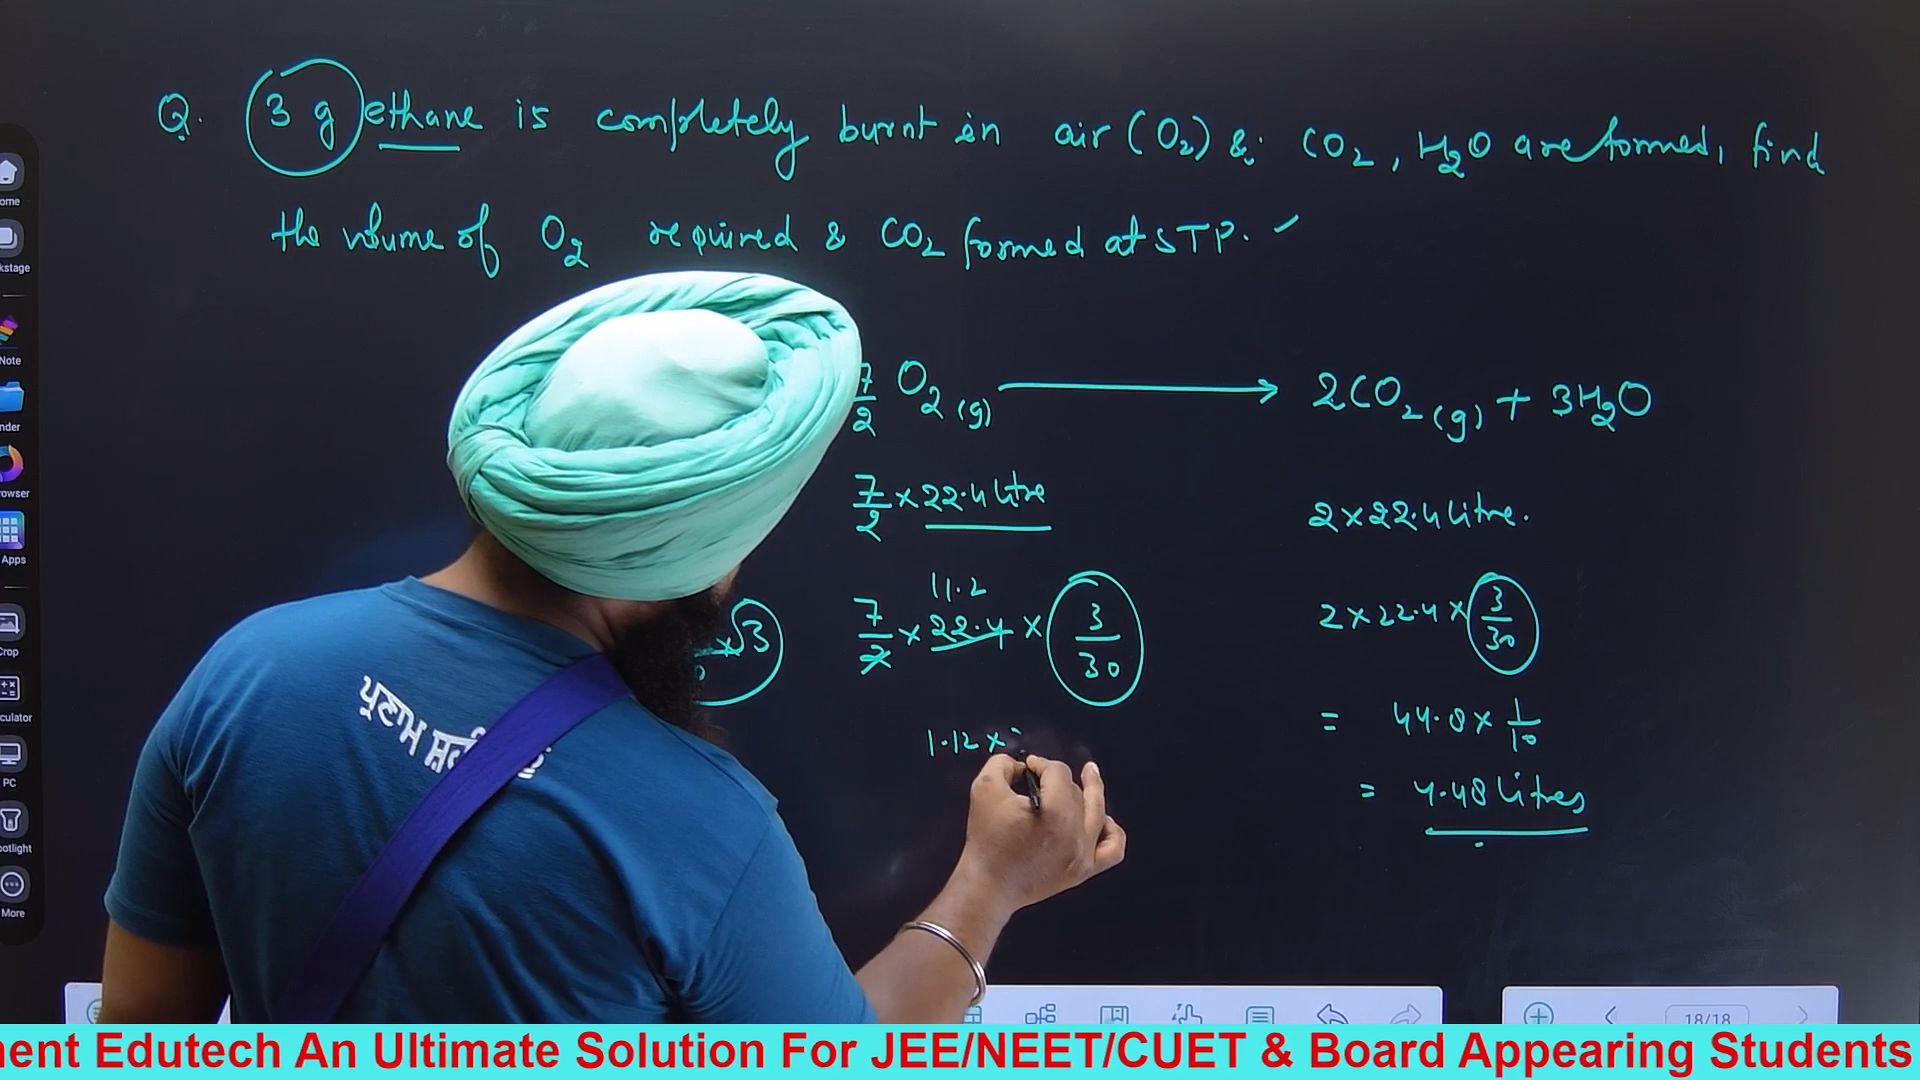 Q. 3 g ethane is completely burnt in air (O2) & CO2, H2O are formed, find
the volume of O2 required & CO2 formed at STP.
7/2 O2 (g) → 2CO2 (g) + 3H2O
7/2 × 22.4 litre
2×22.4 litre.
11.2
×3
7/2 × 22.4 × 3/30
2×22.4× 3/30
= 44.8× 1/10
1.12×
= 4.48 litres
ਪ੍ਰਣਾਮ
ome
kstage
Note
nder
rowser
Apps
Crop
culator
PC
potlight
More
18/18
nent Edutech An Ultimate Solution For JEE/NEET/CUET & Board Appearing Students